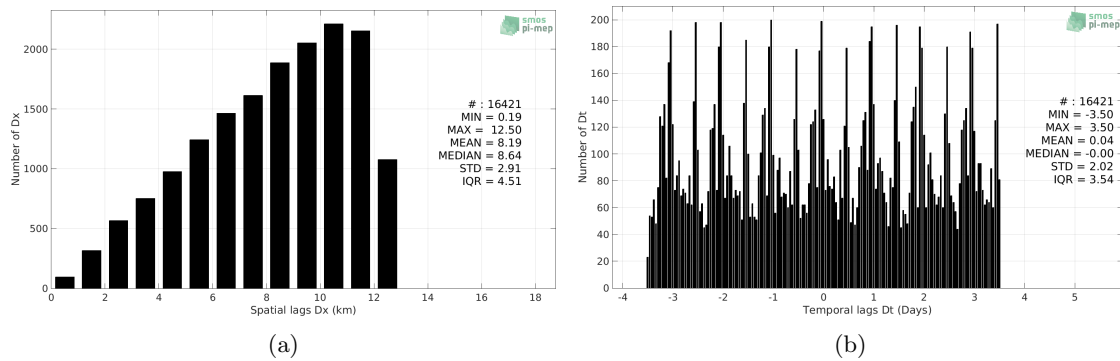 smos
pi-mep
Number of Dx
2000
1500
1000
500
0
# : 16421
MIN = 0.19
MAX = 12.50
MEAN = 8.19
MEDIAN = 8.64
STD = 2.91
IQR = 4.51
0 2 4 6 8 10 12 14 16 18
Spatial lags Dx (km)
(a)
smos
pi-mep
Number of Dt
200
180
160
140
120
100
80
60
40
20
0
# : 16421
MIN = -3.50
MAX = 3.50
MEAN = 0.04
MEDIAN = -0.00
STD = 2.02
IQR = 3.54
-4 -3 -2 -1 0 1 2 3 4 5
Temporal lags Dt (Days)
(b)